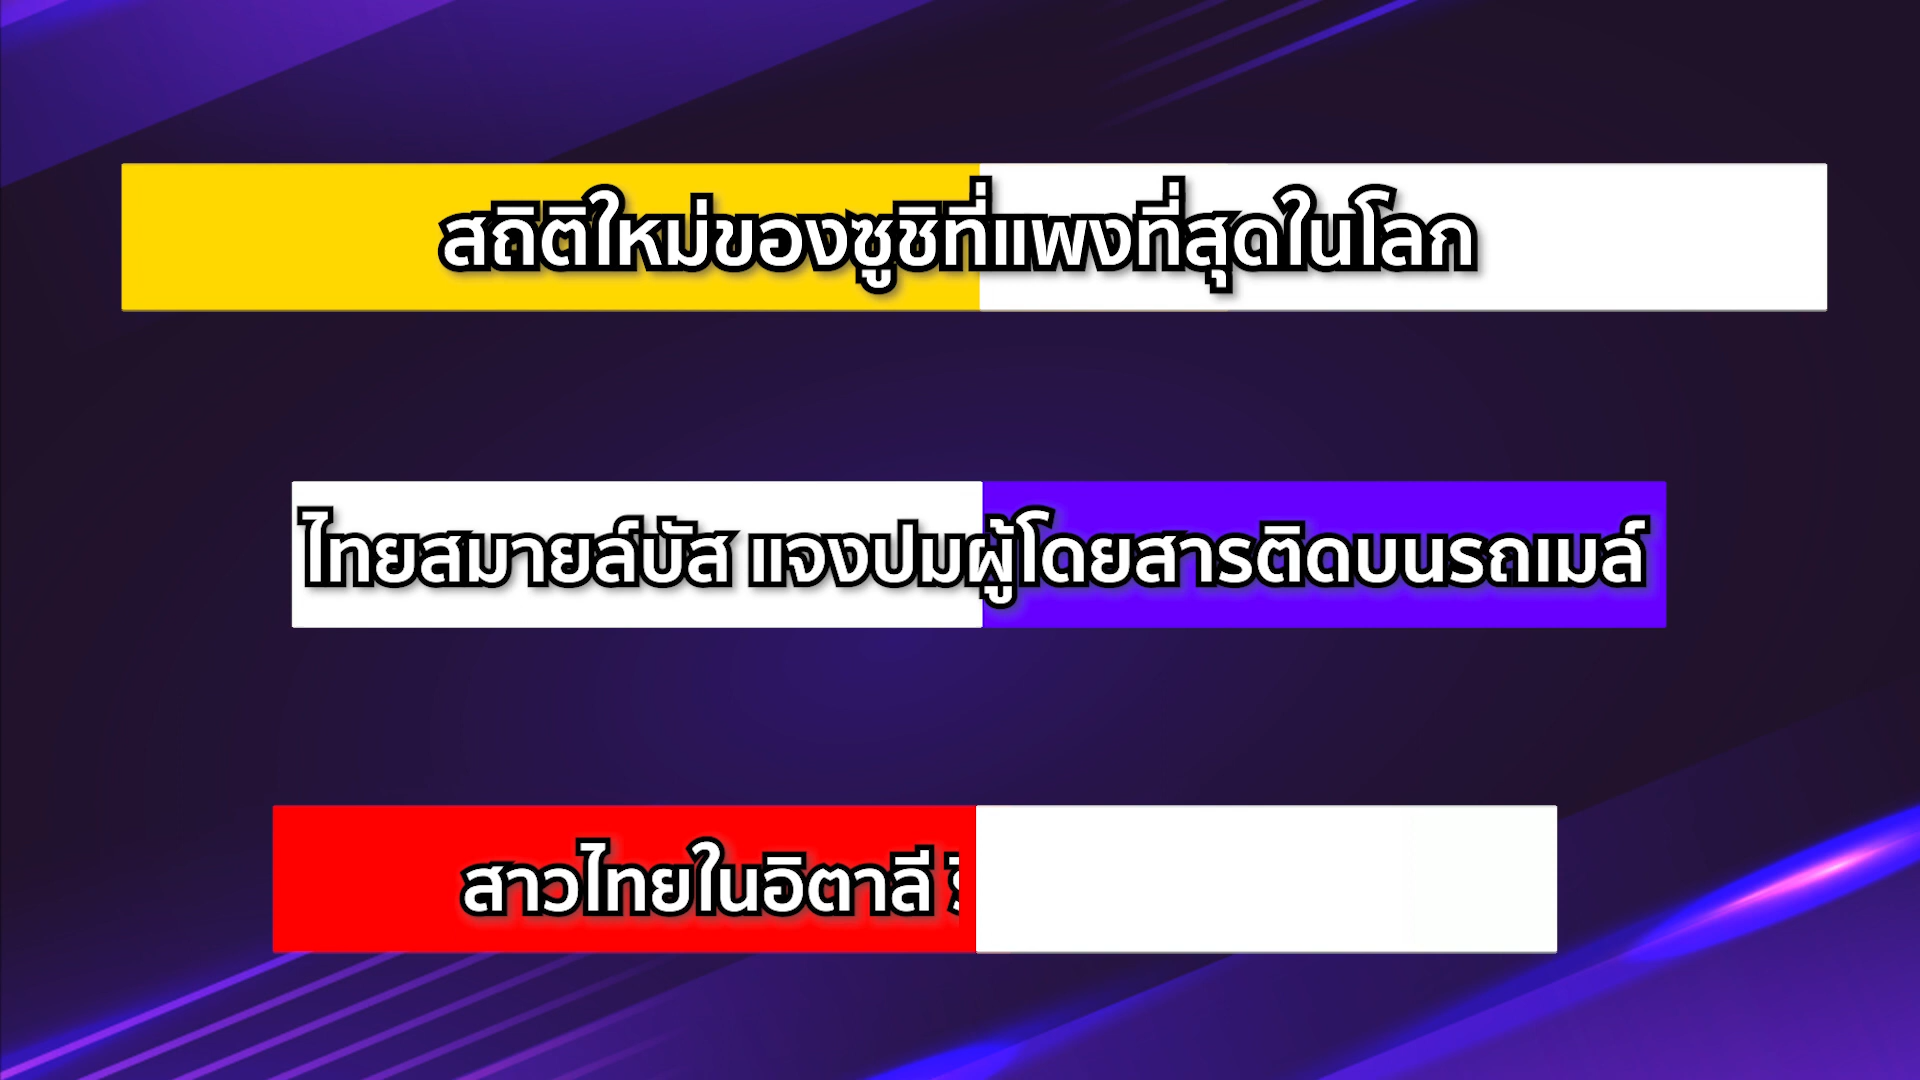 สถิติใหม่ของซูชิที่แพงที่สุดในโลก
ไทยสมายล์บัส แจงปมผู้โดยสารติดบนรถเมล์
สาวไทยในอิตาลี